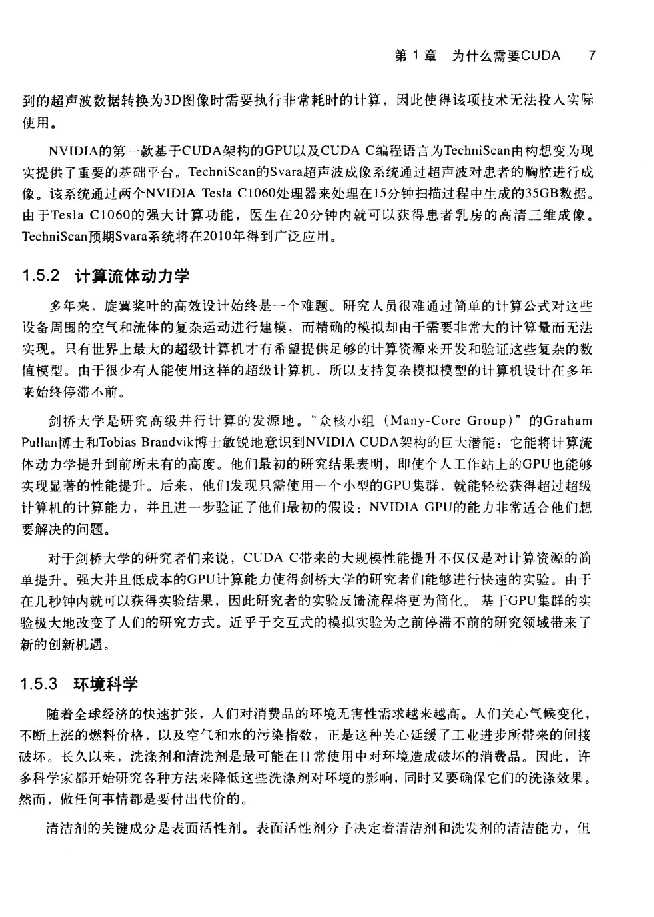 第 1 章 为什么需要CUDA 7
到的超声波数据转换为3D图像时需要执行非常耗时的计算，因此使得该项技术无法投入实际
使用。
NVIDIA的第一款基于CUDA架构的GPU以及CUDA C编程语言为TechniScan由构想变为现
实提供了重要的基础平台。TechniScan的Svara超声波成像系统通过超声波对患者的胸腔进行成
像。该系统通过两个NVIDIA Tesla C1060处理器来处理在15分钟扫描过程中生成的35GB数据。
由于Tesla C1060的强大计算功能，医生在20分钟内就可以获得患者乳房的高清三维成像。
TechniScan预期Svara系统将在2010年得到广泛应用。
1.5.2 计算流体动力学
多年来，旋翼桨叶的高效设计始终是一个难题。研究人员很难通过简单的计算公式对这些
设备周围的空气和流体的复杂运动进行建模，而精确的模拟却由于需要非常大的计算量而无法
实现。只有世界上最大的超级计算机才有希望提供足够的计算资源来开发和验证这些复杂的数
值模型。由于很少有人能使用这样的超级计算机，所以支持复杂模拟模型的计算机设计在多年
来始终停滞不前。
剑桥大学是研究高级并行计算的发源地。“众核小组（Many-Core Group）”的Graham
Pullan博士和Tobias Brandvik博士敏锐地意识到NVIDIA CUDA架构的巨大潜能：它能将计算流
体动力学提升到前所未有的高度。他们最初的研究结果表明，即使个人工作站上的GPU也能够
实现显著的性能提升。后来，他们发现只需使用一个小型的GPU集群，就能轻松获得超过超级
计算机的计算能力，并且进一步验证了他们最初的假设：NVIDIA GPU的能力非常适合他们想
要解决的问题。
对于剑桥大学的研究者们来说，CUDA C带来的大规模性能提升不仅仅是对计算资源的简
单提升。强大并且低成本的GPU计算能力使得剑桥大学的研究者们能够进行快速的实验。由于
在几秒钟内就可以获得实验结果，因此研究者的实验反馈流程将更为简化。 基于GPU集群的实
验极大地改变了人们的研究方式。近乎于交互式的模拟实验为之前停滞不前的研究领域带来了
新的创新机遇。
1.5.3 环境科学
随着全球经济的快速扩张，人们对消费品的环境无害性需求越来越高。人们关心气候变化，
不断上涨的燃料价格，以及空气和水的污染指数，正是这种关心延缓了工业进步所带来的间接
破坏。长久以来，洗涤剂和清洗剂是最可能在日常使用中对环境造成破坏的消费品。因此，许
多科学家都开始研究各种方法来降低这些洗涤剂对环境的影响，同时又要确保它们的洗涤效果。
然而，做任何事情都是要付出代价的。
清洁剂的关键成分是表面活性剂。表面活性剂分子决定着清洁剂和洗发剂的清洁能力，但